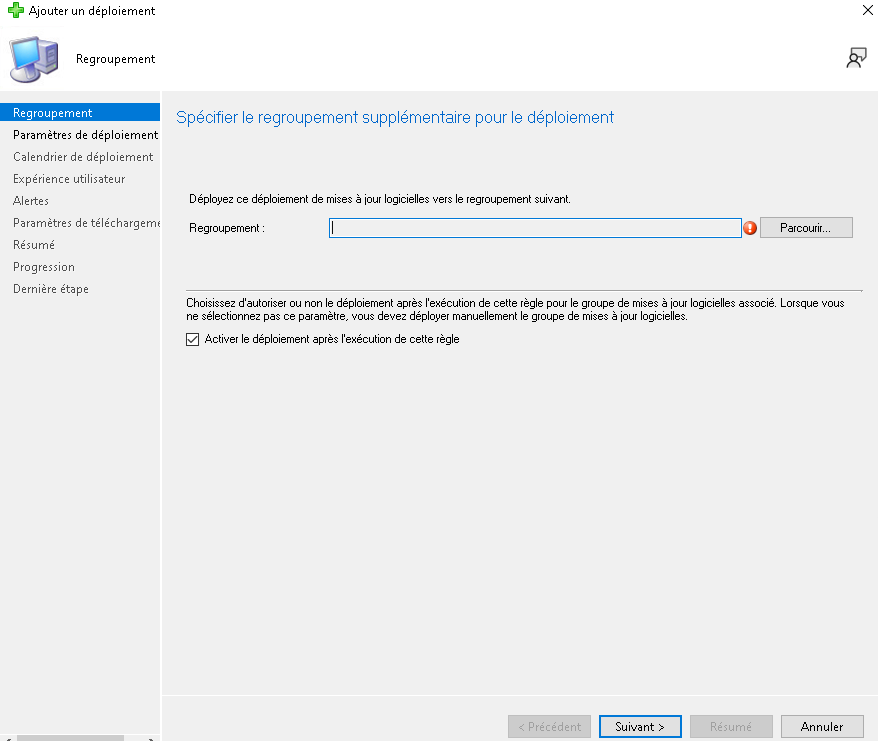 Ajouter un déploiement
Regroupement
Regroupement
Paramètres de déploiement
Calendrier de déploiement
Expérience utilisateur
Alertes
Paramètres de téléchargeme
Résumé
Progression
Dernière étape
Spécifier le regroupement supplémentaire pour le déploiement
Déployez ce déploiement de mises à jour logicielles vers le regroupement suivant.
Regroupement :
Parcourir...
Choisissez d'autoriser ou non le déploiement après l'exécution de cette règle pour le groupe de mises à jour logicielles associé. Lorsque vous
ne sélectionnez pas ce paramètre, vous devez déployer manuellement le groupe de mises à jour logicielles.
Activer le déploiement après l'exécution de cette règle
< Précédent
Suivant >
Résumé
Annuler